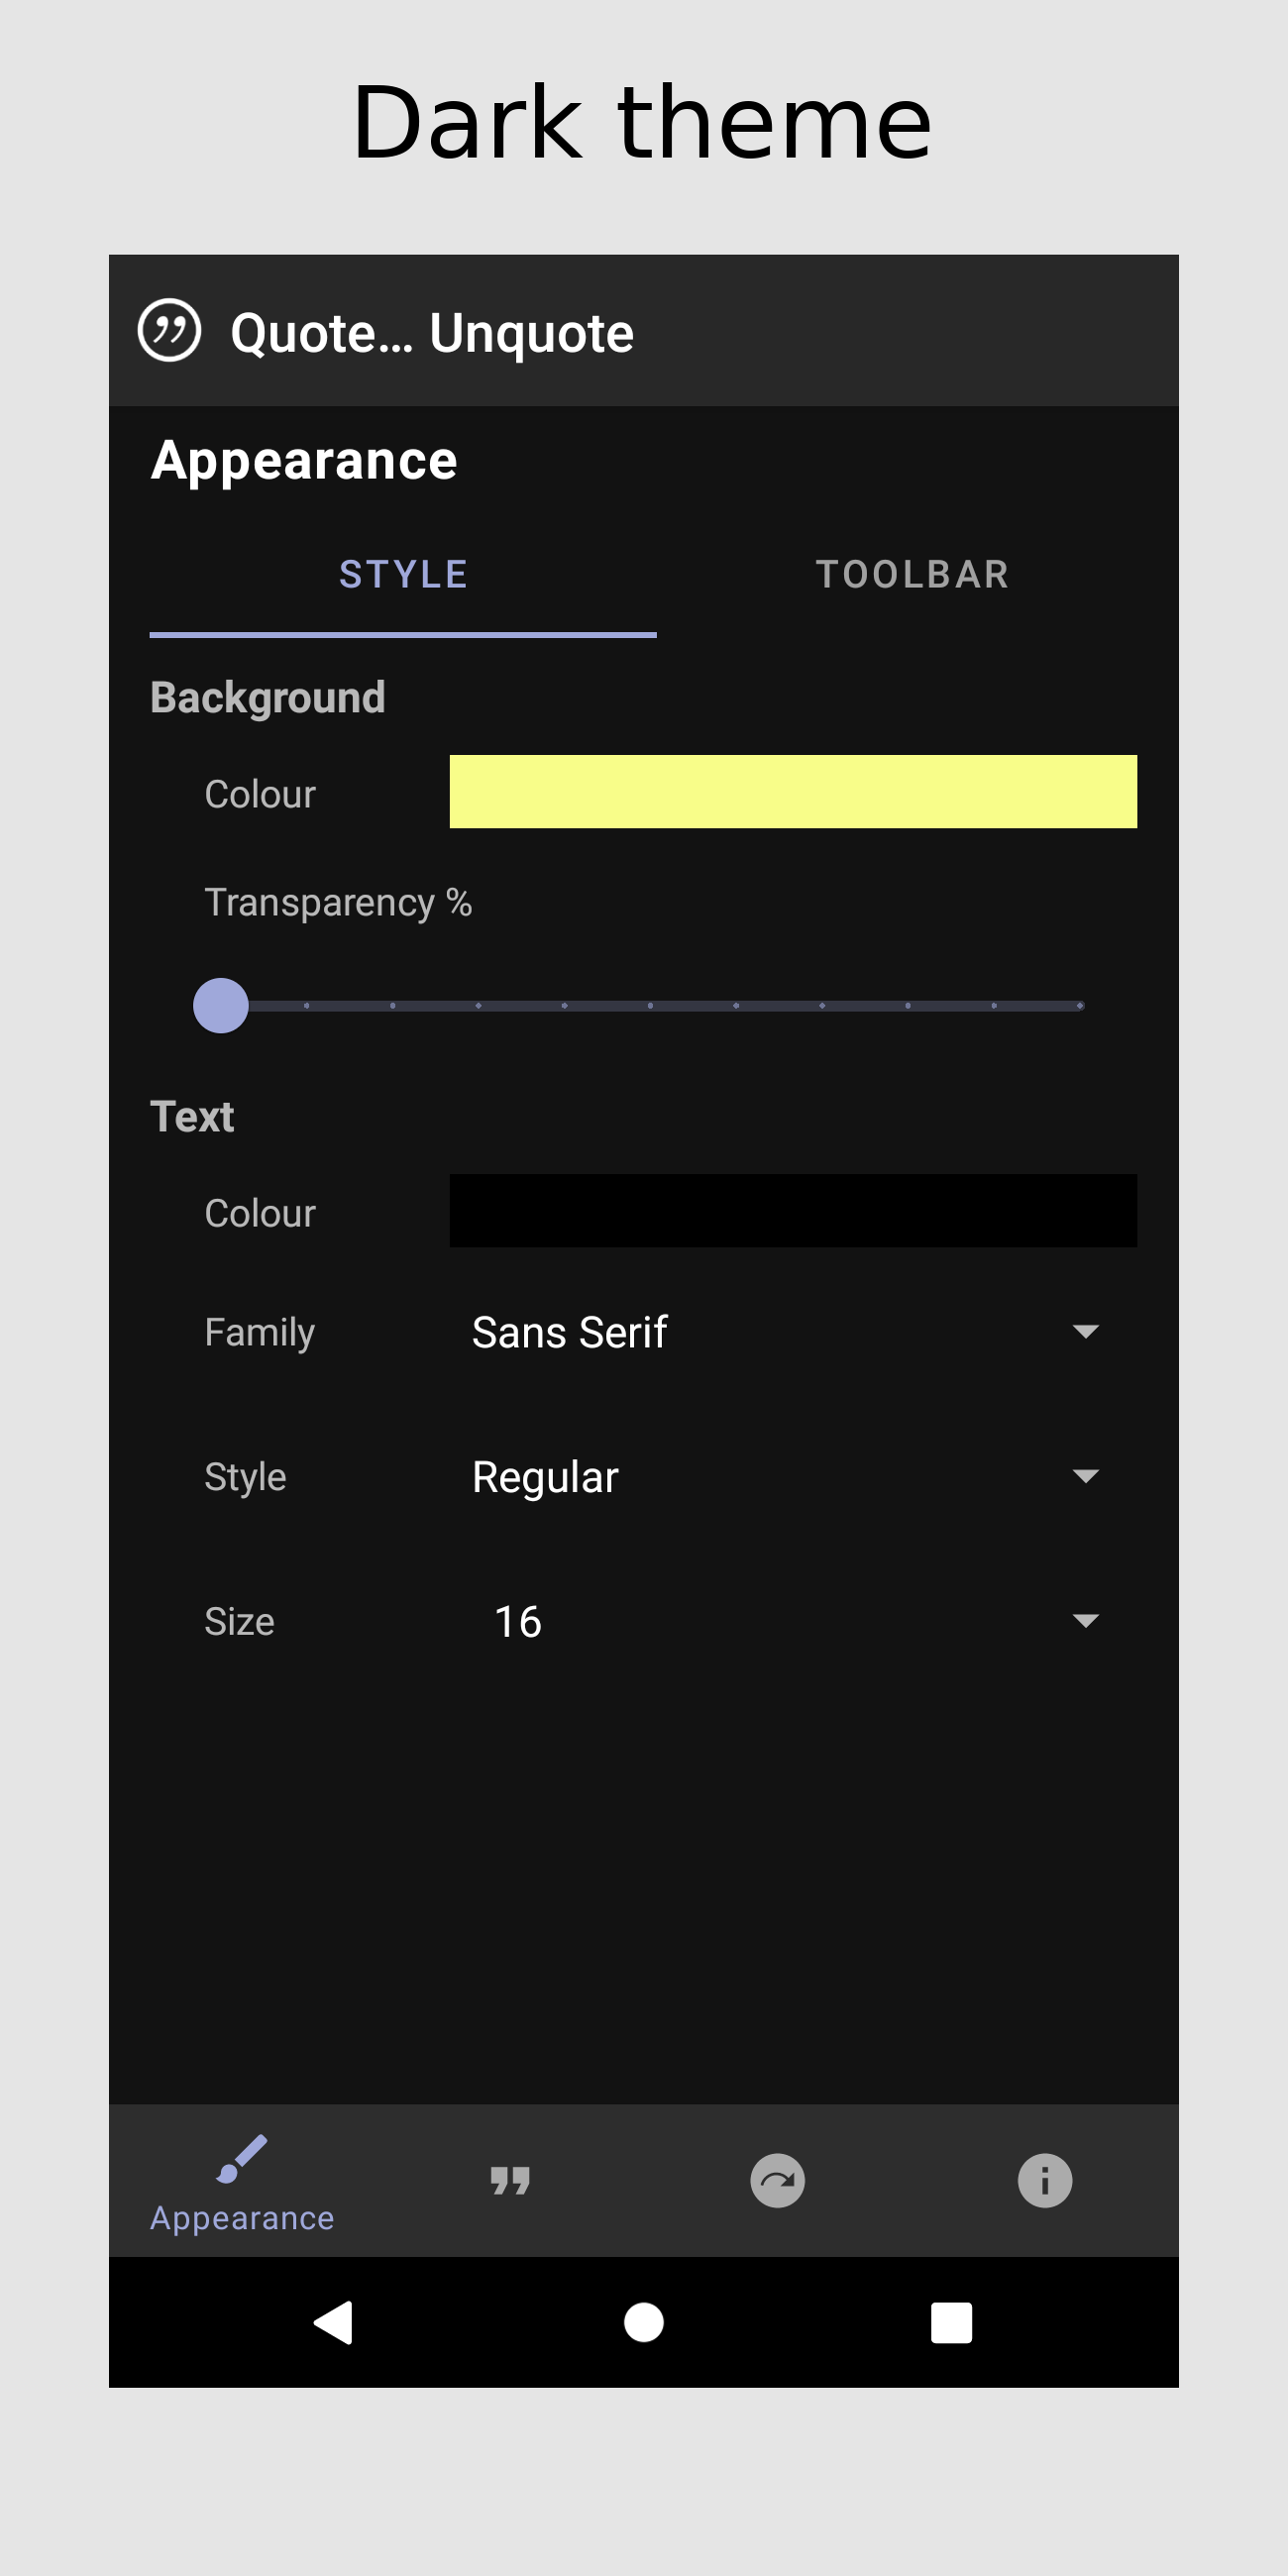 Dark theme
Quote... Unquote
Appearance
STYLE TOOLBAR
Background
Colour
Transparency %
Text
Colour
Family Sans Serif
Style Regular
Size 16
Appearance